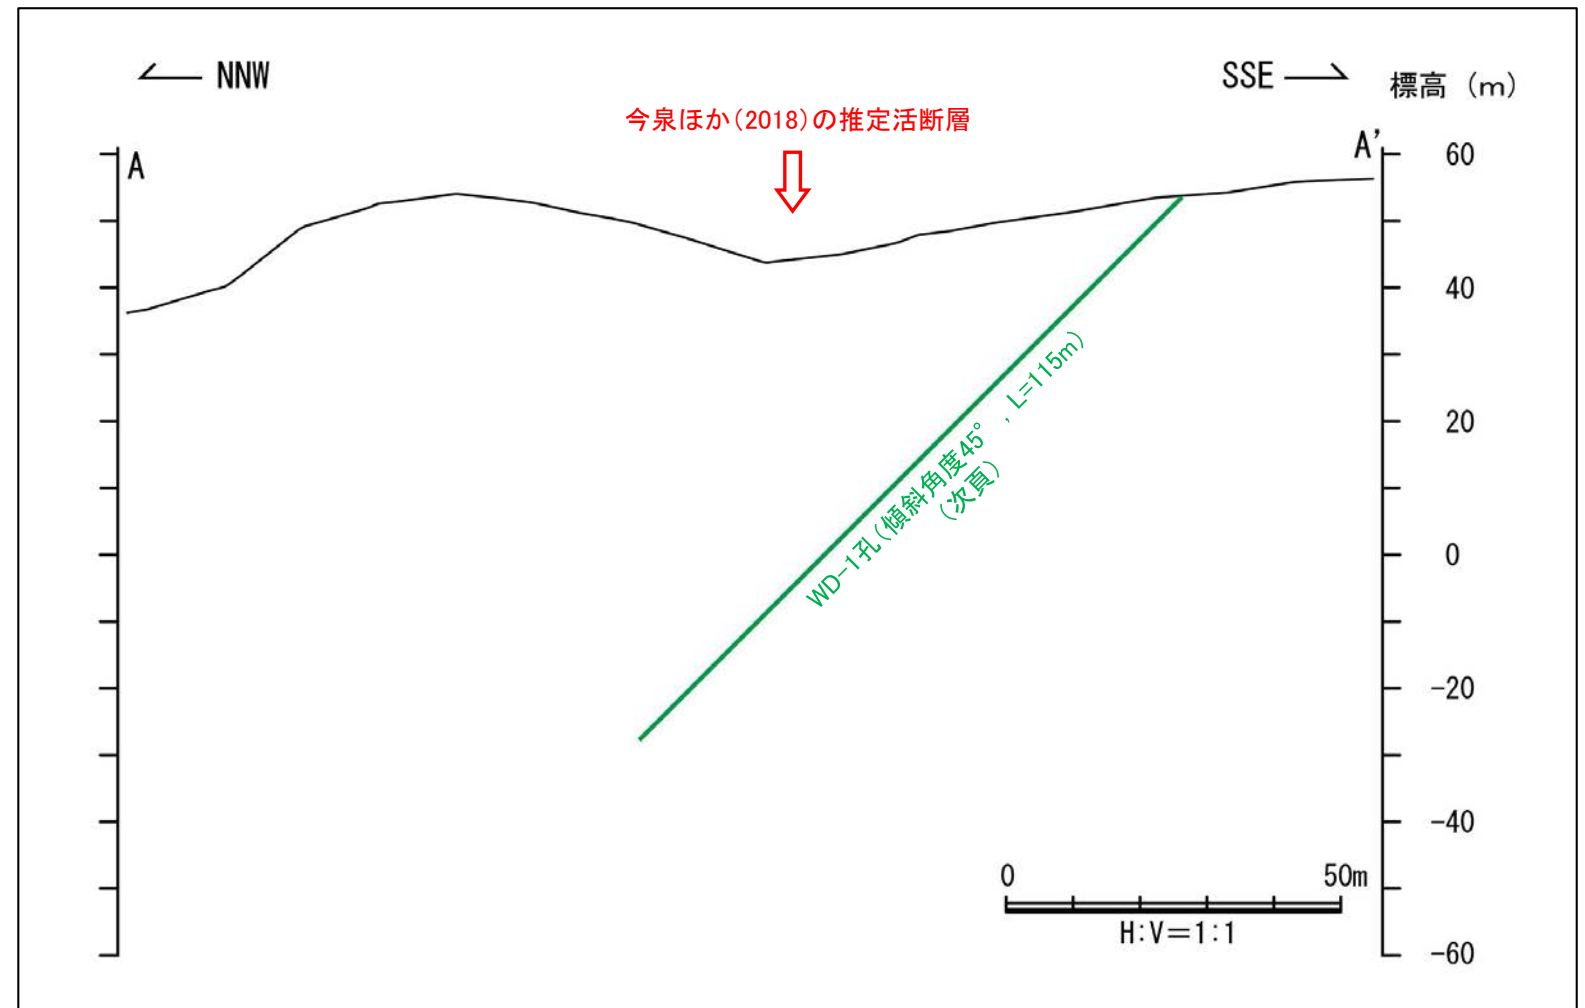 NNW
SSE
標高（m）
今泉ほか（2018）の推定活断層
A
A’
60
40
20
0
-20
-40
-60
WD-1孔（傾斜角度45°，L=115m）
（次頁）
0 50m
H:V=1:1